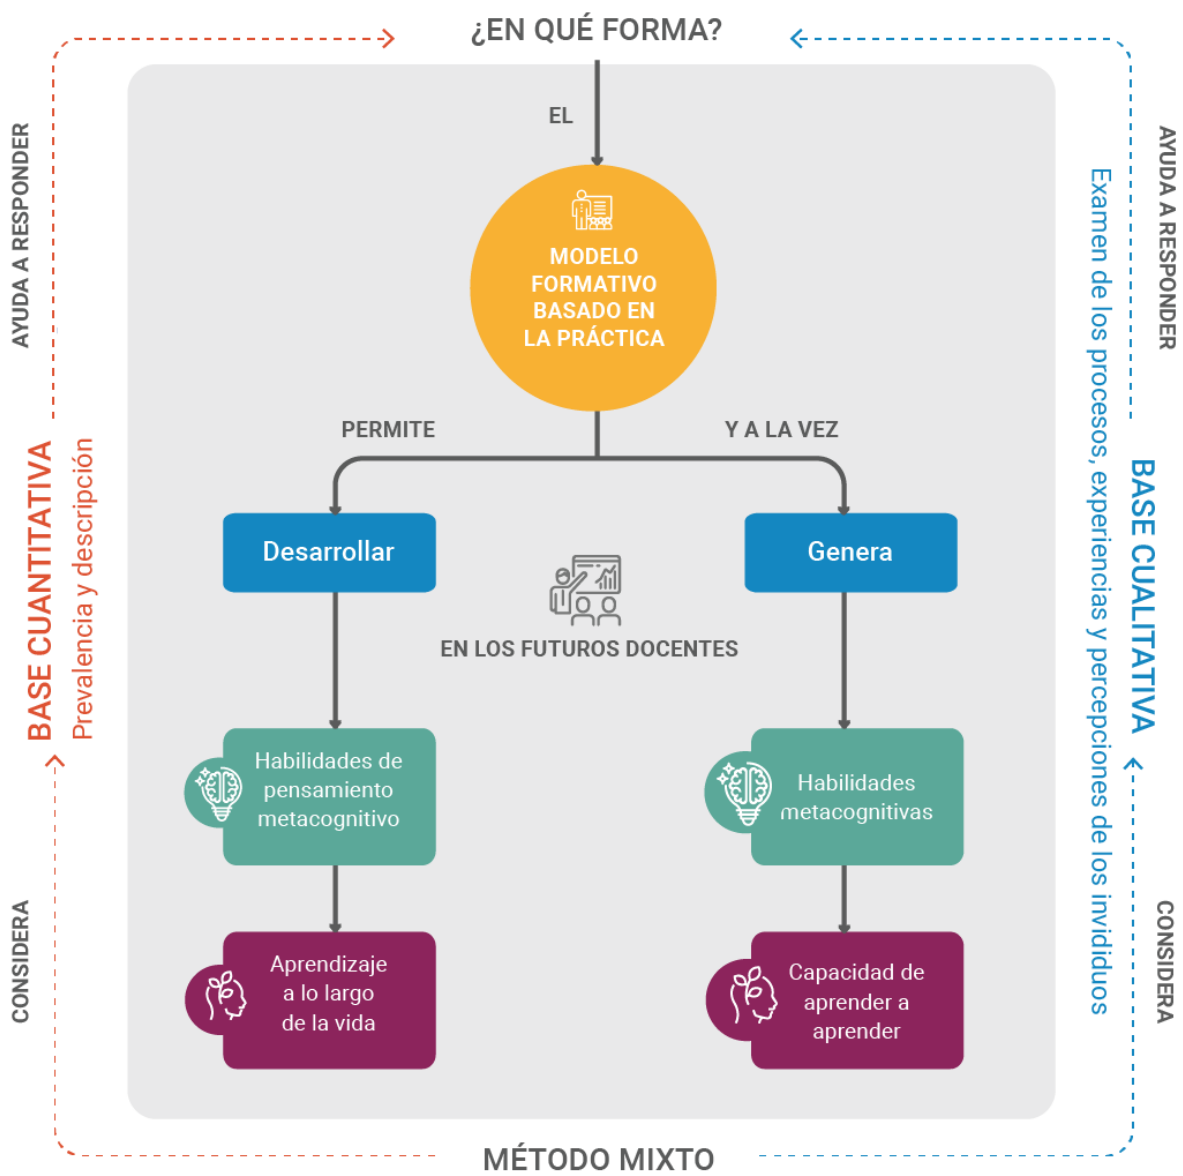 ¿EN QUÉ FORMA?
EL
MODELO
FORMATIVO
BASADO EN
LA PRÁCTICA
PERMITE
Y A LA VEZ
Desarrollar
Genera
EN LOS FUTUROS DOCENTES
Habilidades de
pensamiento
metacognitivo
Habilidades
metacognitivas
Aprendizaje
a lo largo
de la vida
Capacidad de
aprender a
aprender
MÉTODO MIXTO
CONSIDERA
BASE CUANTITATIVA
Prevalencia y descripción
AYUDA A RESPONDER
CONSIDERA
BASE CUALITATIVA
Examen de los procesos, experiencias y percepciones de los invididuos
AYUDA A RESPONDER